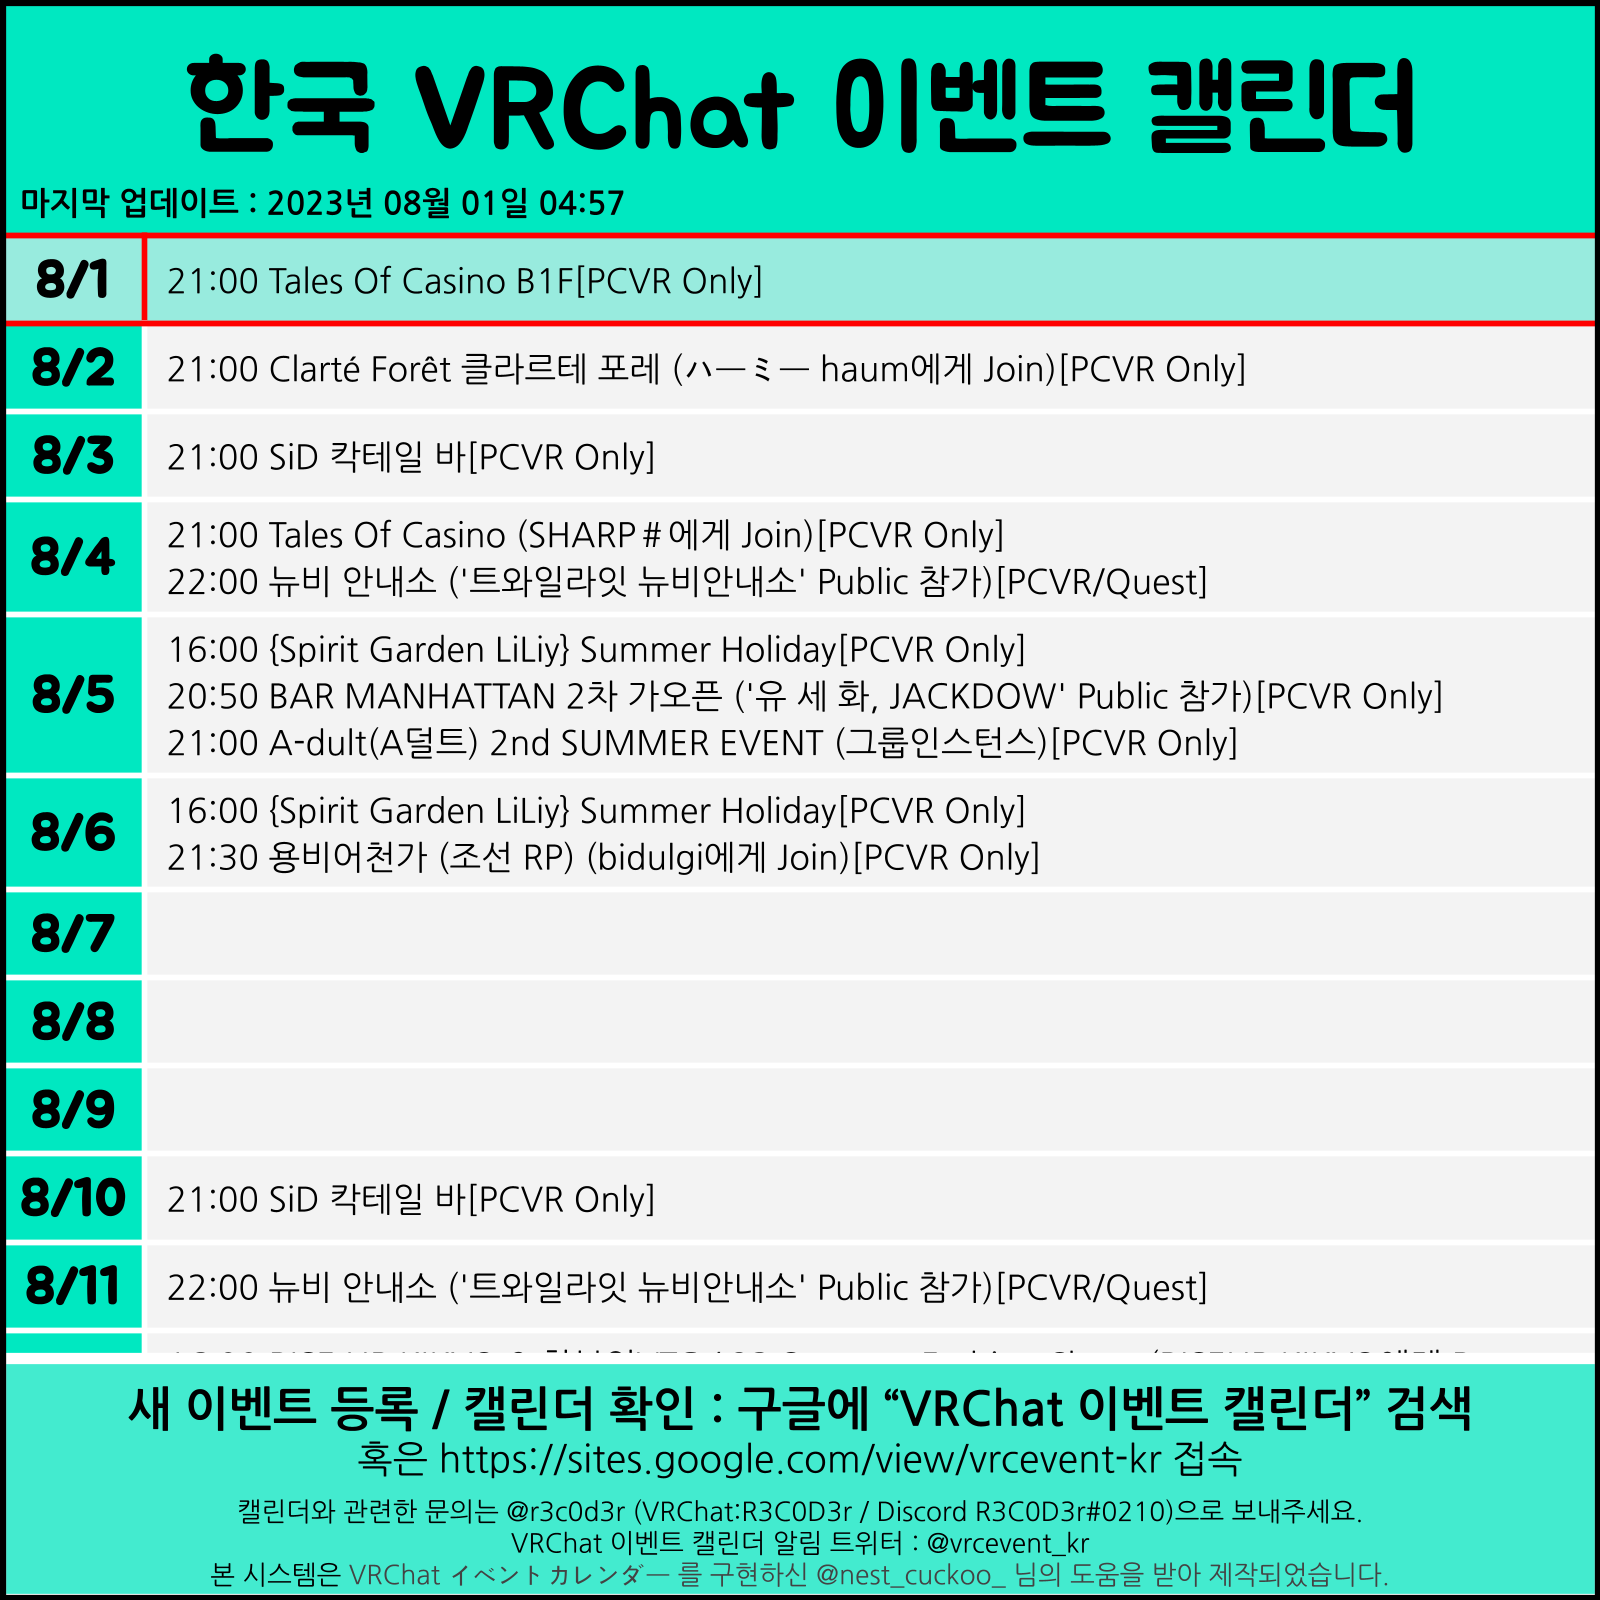 한국 VRChat 이벤트 캘린더
마지막 업데이트 : 2023년 08월 01일 04:57
8/1
21:00 Tales Of Casino B1F[PCVR Only]
8/2
21:00 Clarté Forêt 클라르테 포레 (ハーミー haum에게 Join)[PCVR Only]
8/3
21:00 SiD 칵테일 바[PCVR Only]
8/4
21:00 Tales Of Casino (SHARP＃에게 Join)[PCVR Only]
22:00 뉴비 안내소 ('트와일라잇 뉴비안내소' Public 참가)[PCVR/Quest]
8/5
16:00 {Spirit Garden LiLiy} Summer Holiday[PCVR Only]
20:50 BAR MANHATTAN 2차 가오픈 ('유 세 화, JACKDOW' Public 참가)[PCVR Only]
21:00 A-dult(A덜트) 2nd SUMMER EVENT (그룹인스턴스)[PCVR Only]
8/6
16:00 {Spirit Garden LiLiy} Summer Holiday[PCVR Only]
21:30 용비어천가 (조선 RP) (bidulgi에게 Join)[PCVR Only]
8/7
8/8
8/9
8/10
21:00 SiD 칵테일 바[PCVR Only]
8/11
22:00 뉴비 안내소 ('트와일라잇 뉴비안내소' Public 참가)[PCVR/Quest]
새 이벤트 등록 / 캘린더 확인 : 구글에 “VRChat 이벤트 캘린더” 검색
혹은 https://sites.google.com/view/vrcevent-kr 접속
캘린더와 관련한 문의는 @r3c0d3r (VRChat:R3C0D3r / Discord R3C0D3r#0210)으로 보내주세요.
VRChat 이벤트 캘린더 알림 트위터 : @vrcevent_kr
본 시스템은 VRChat イベントカレンダー 를 구현하신 @nest_cuckoo_ 님의 도움을 받아 제작되었습니다.